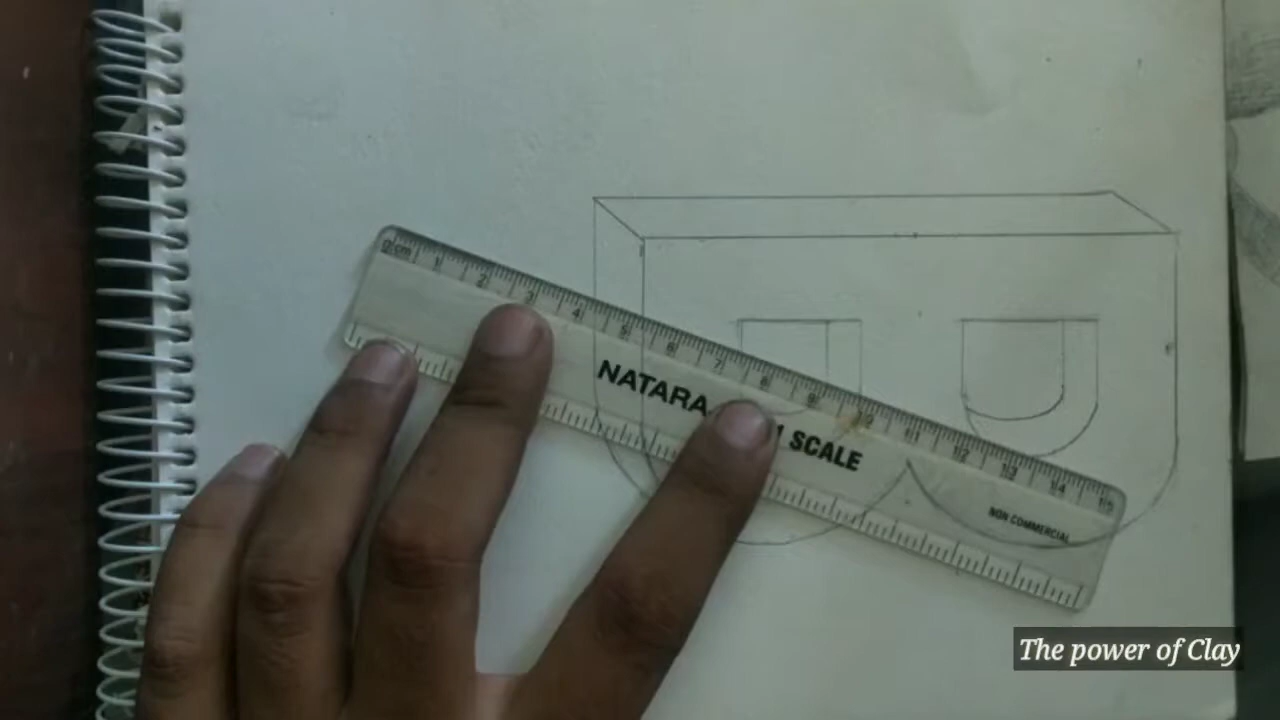 0 cm 1 2 3 4 5 6 7 8 9 10 11 12 13 14 15
NATARA
SCALE
NON COMMERCIAL
The power of Clay